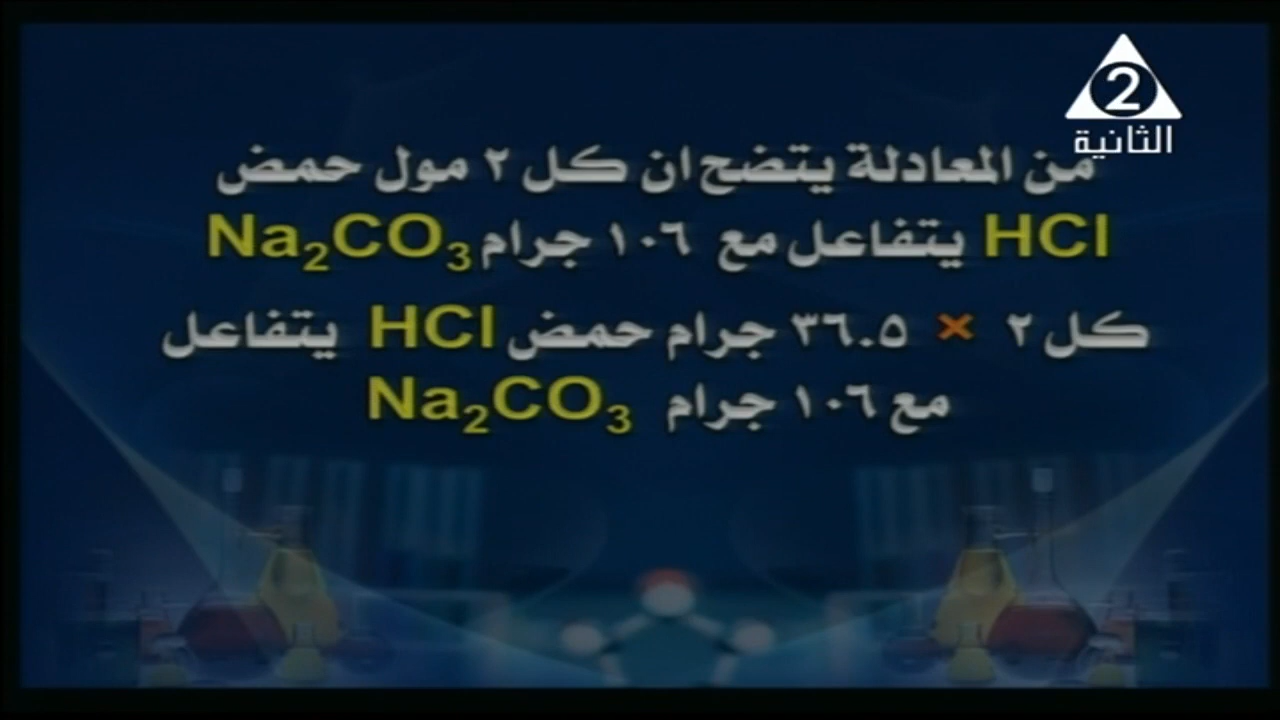 2
الثانية
من المعادلة يتضح ان كل ٢ مول حمض
HCl يتفاعل مع ١٠٦ جرام Na₂CO₃
كل ٢ × ٣٦.٥ جرام حمض HCl يتفاعل
مع ١٠٦ جرام Na₂CO₃